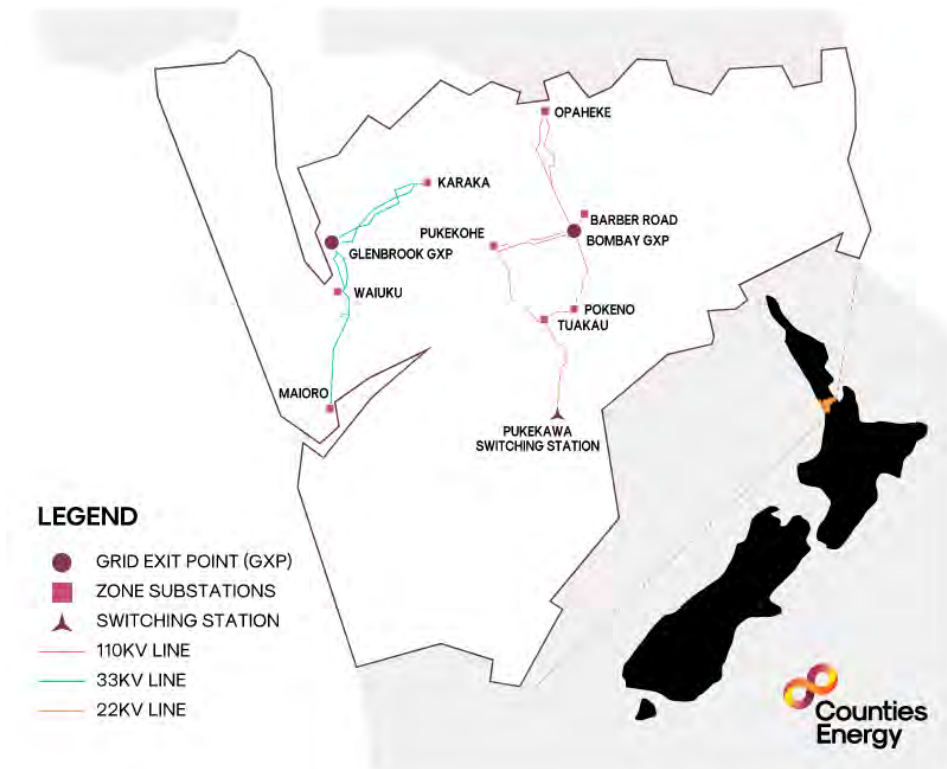 OPAHEKE
KARAKA
BARBER ROAD
PUKEKOHE
BOMBAY GXP
GLENBROOK GXP
WAIUKU
POKENO
TUAKAU
MAIORO
PUKEKAWA
SWITCHING STATION
LEGEND
GRID EXIT POINT (GXP)
ZONE SUBSTATIONS
SWITCHING STATION
110KV LINE
33KV LINE
22KV LINE
Counties
Energy